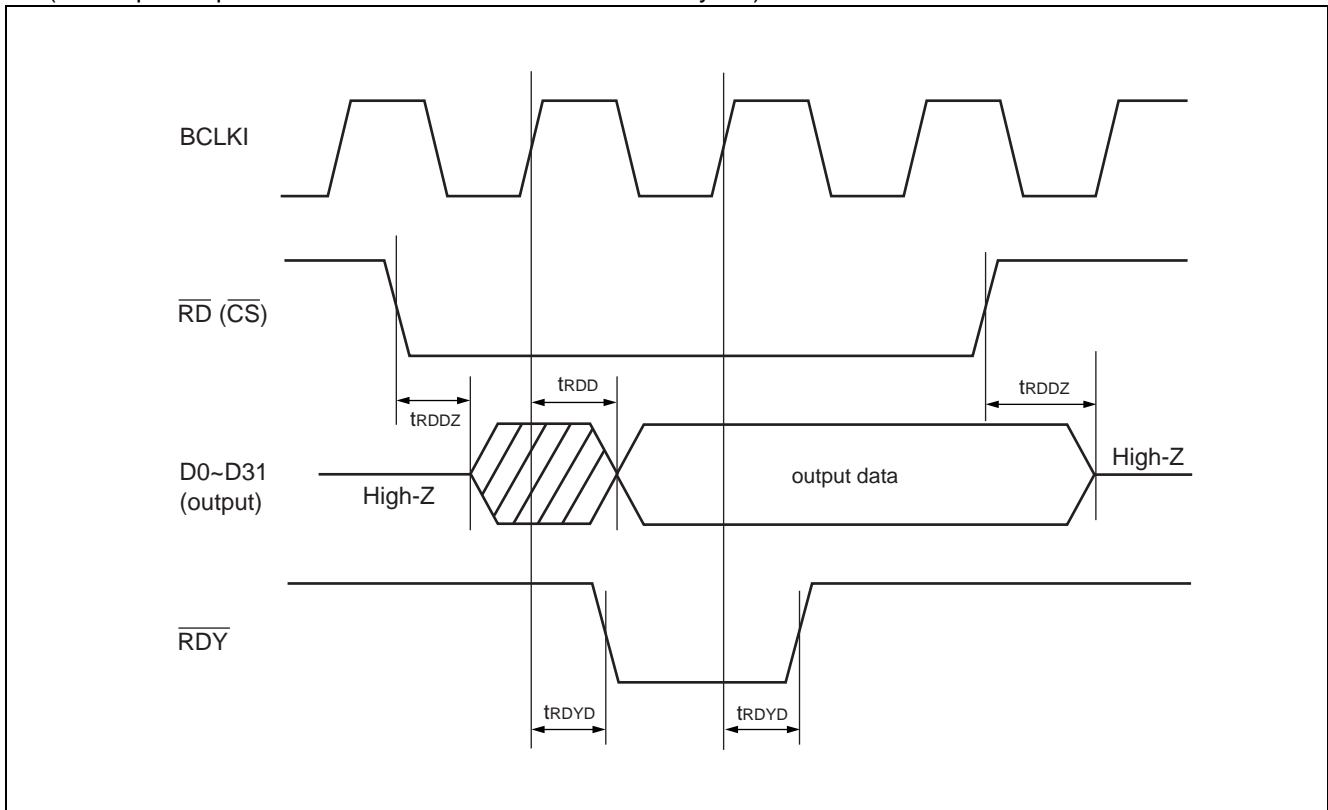 BCLKI
RD (CS)
tRDD
tRDDZ
tRDDZ
D0~D31
(output)
High-Z
output data
High-Z
RDY
tRDYD
tRDYD